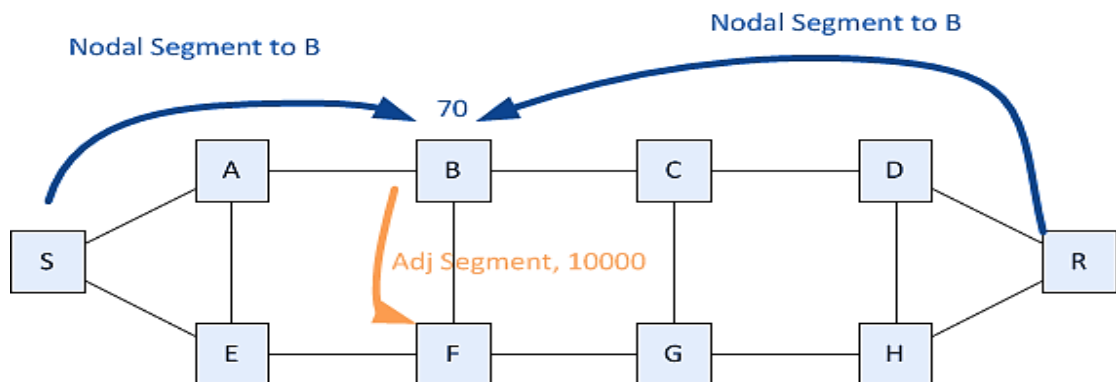 Nodal Segment to B
Nodal Segment to B
70
A
B
C
D
S
Adj Segment, 10000
R
E
F
G
H